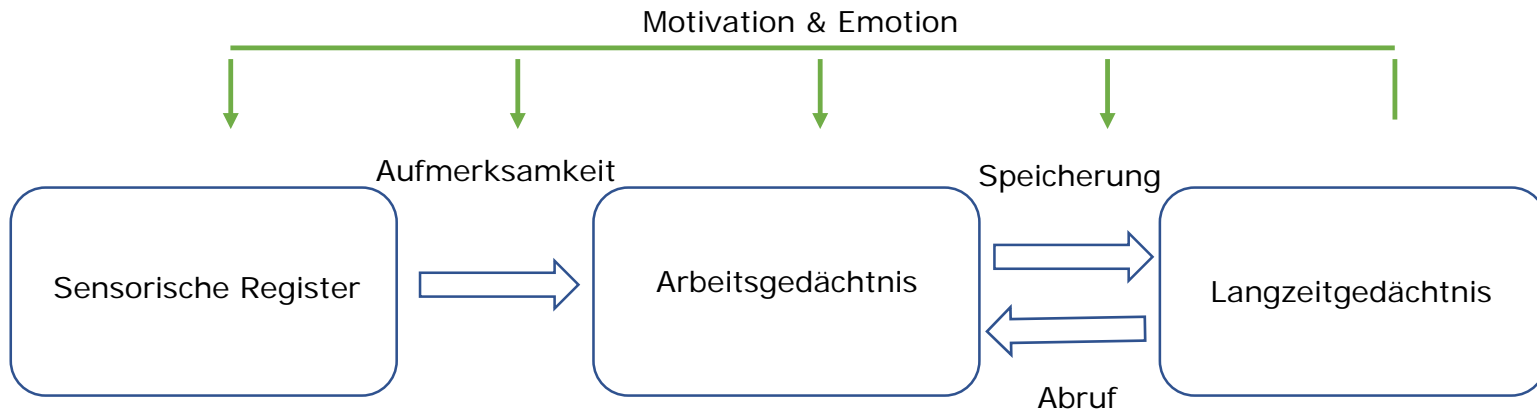 Motivation & Emotion
Aufmerksamkeit
Speicherung
Sensorische Register
Arbeitsgedächtnis
Langzeitgedächtnis
Abruf